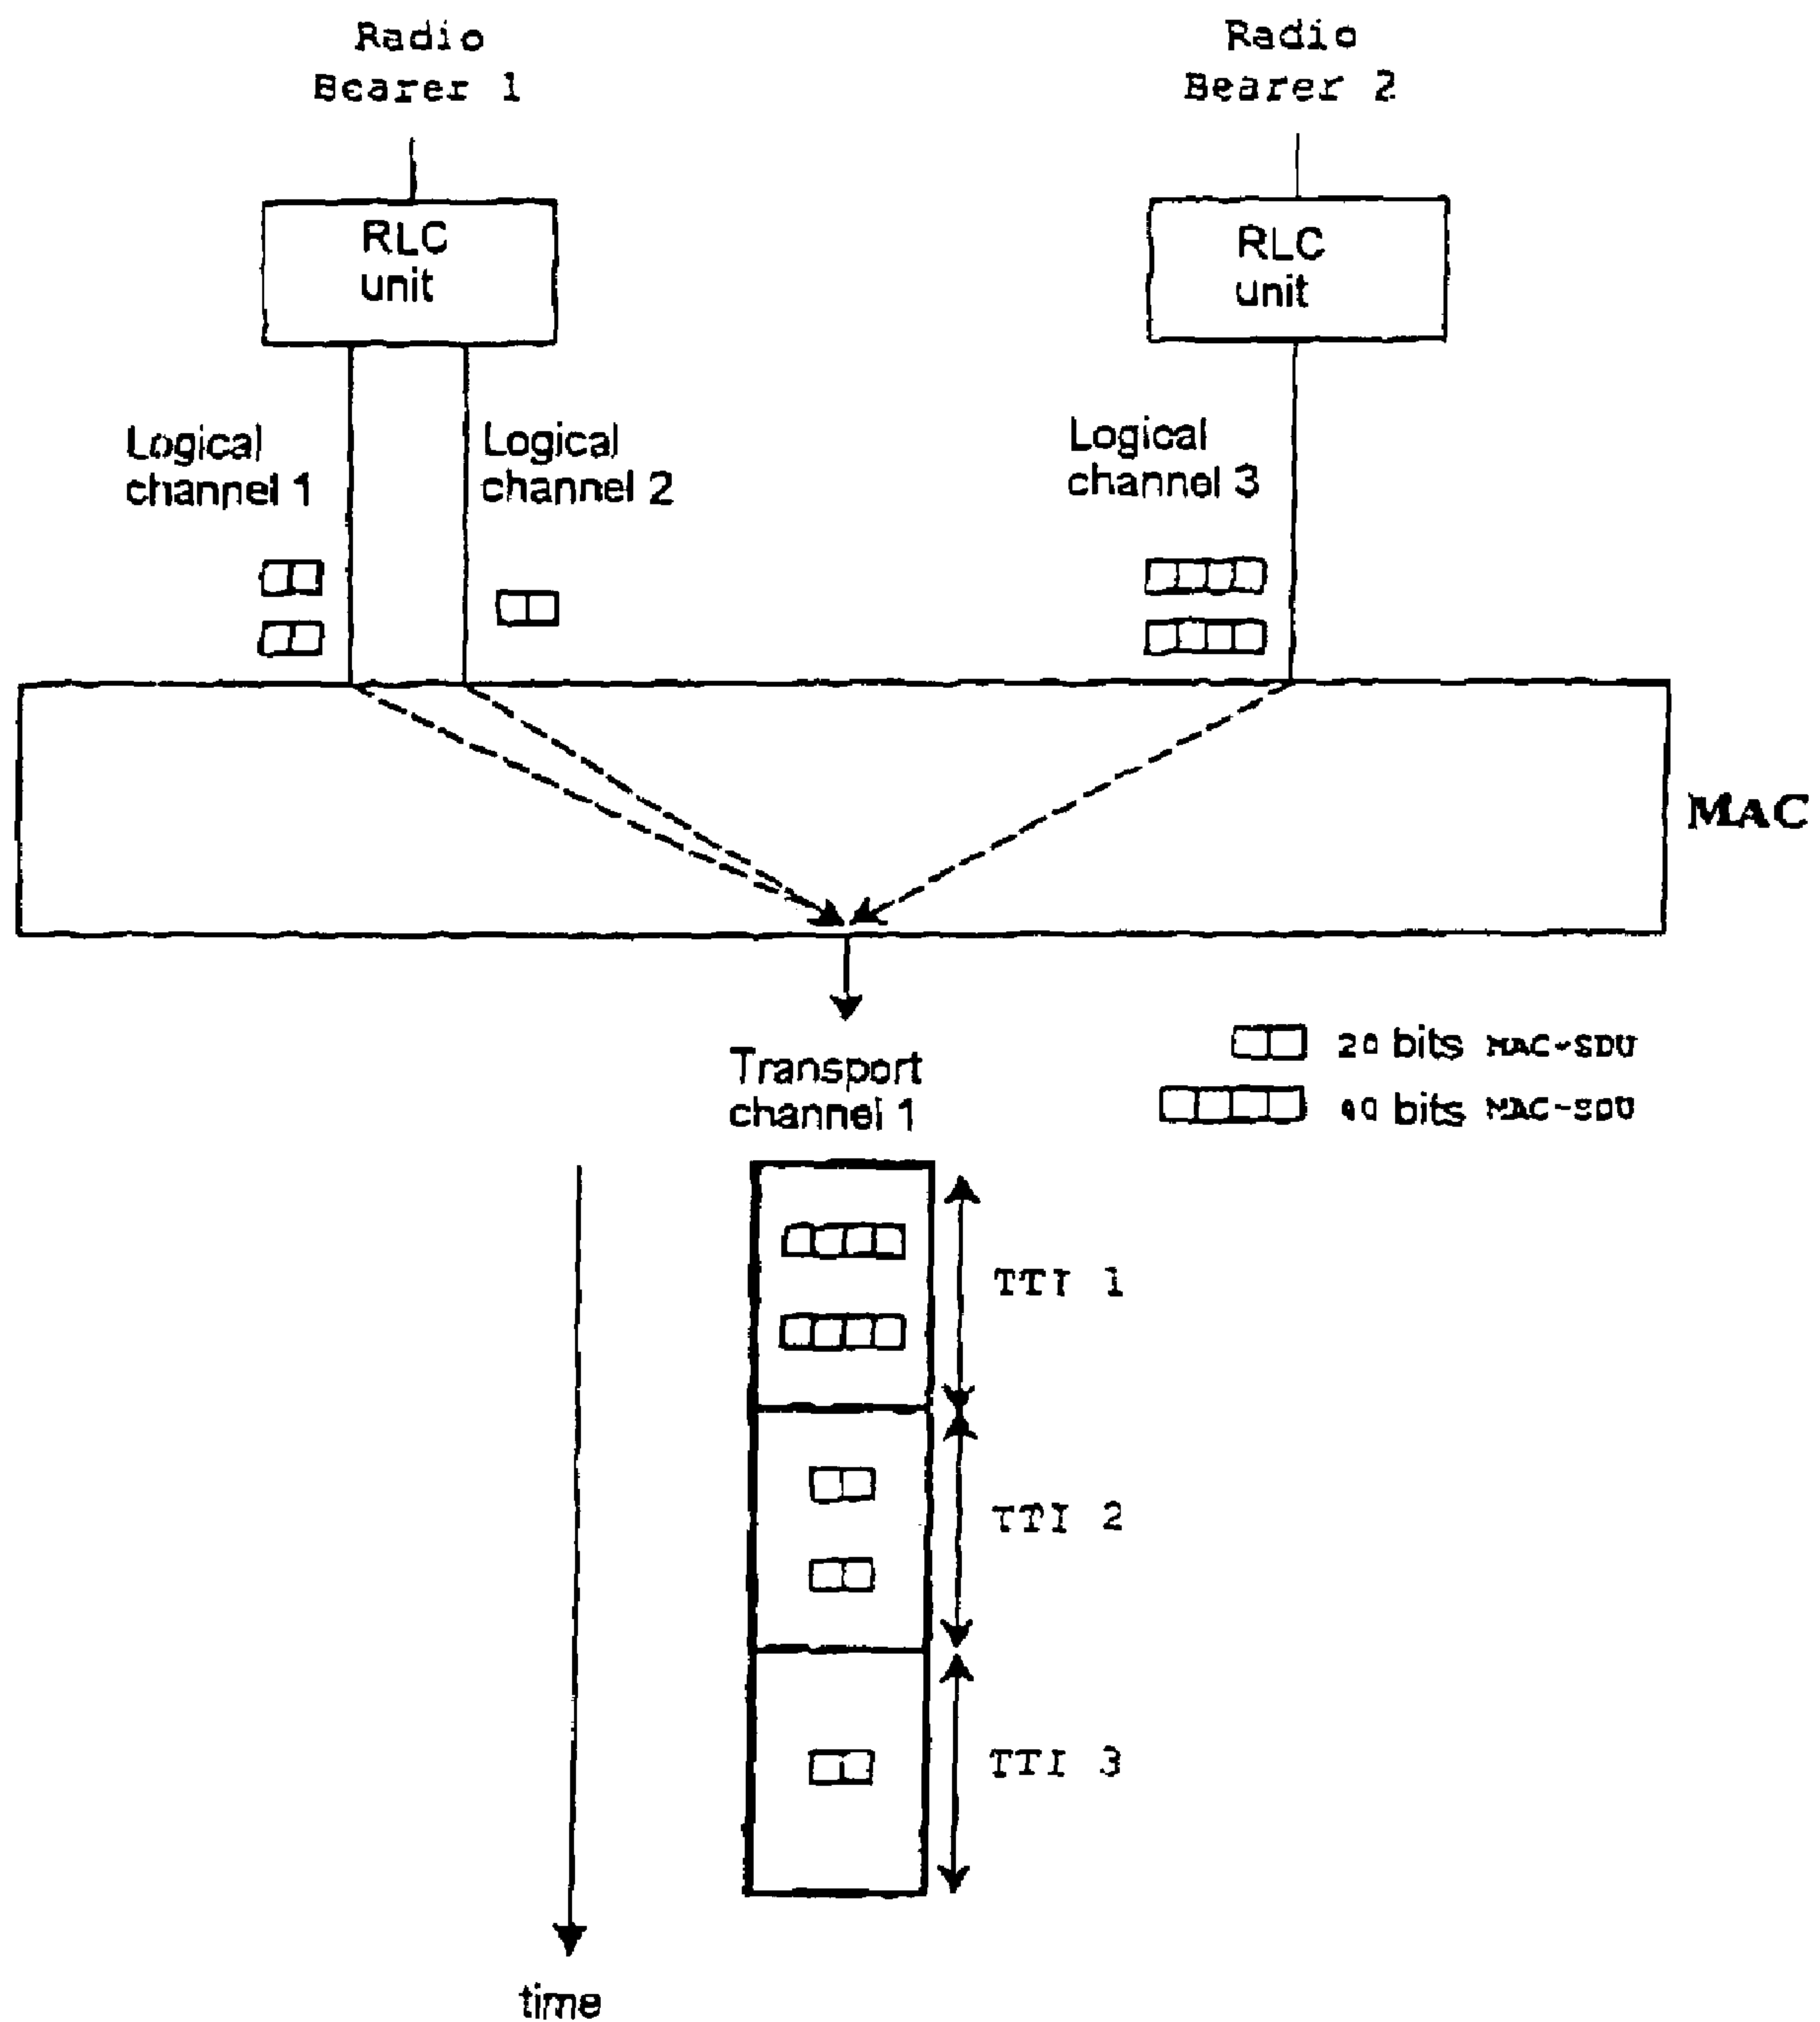 Radio
Bearer 1
Radio
Bearer 2
RLC
unit
RLC
unit
Logical
channel 1
Logical
channel 2
Logical
channel 3
MAC
Transport
channel 1
20 bits MAC-SDU
40 bits MAC-SDU
TTI 1
TTI 2
TTI 3
time